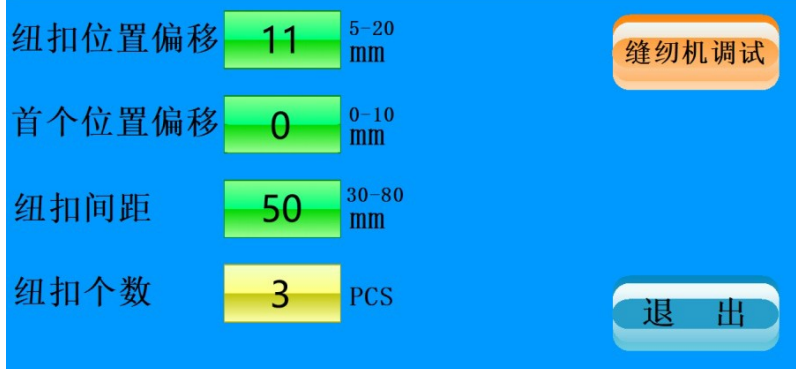 纽扣位置偏移 11 5-20 mm 缝纫机调试
首个位置偏移 0 0-10 mm
纽扣间距 50 30-80 mm
纽扣个数 3 PCS 退 出